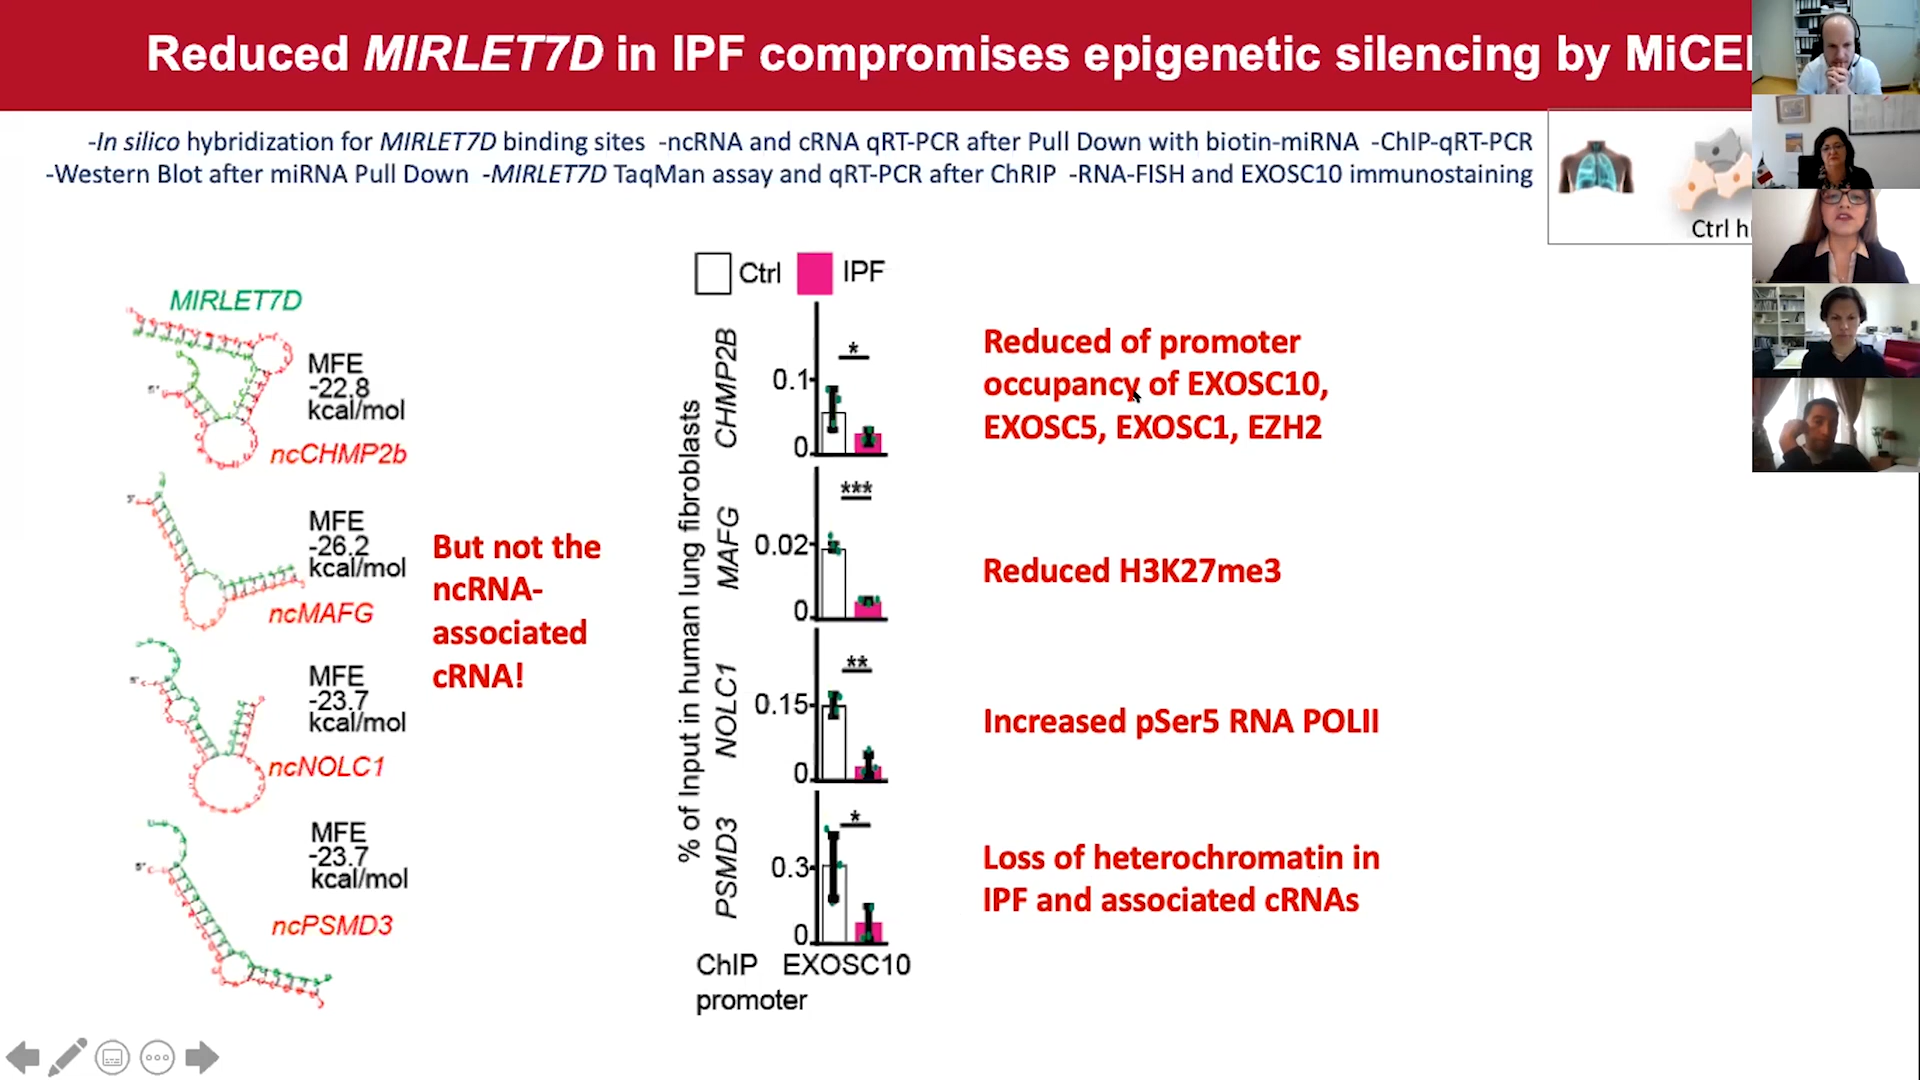 Reduced MIRLET7D in IPF compromises epigenetic silencing by MiCE
-In silico hybridization for MIRLET7D binding sites -ncRNA and cRNA qRT-PCR after Pull Down with biotin-miRNA -ChIP-qRT-PCR
-Western Blot after miRNA Pull Down -MIRLET7D TaqMan assay and qRT-PCR after ChRIP -RNA-FISH and EXOSC10 immunostaining
Ctrl h
MIRLET7D
MFE
-22.8
kcal/mol
ncCHMP2b
MFE
-26.2
kcal/mol
ncMAFG
MFE
-23.7
kcal/mol
ncNOLC1
MFE
-23.7
kcal/mol
ncPSMD3
But not the
ncRNA-
associated
cRNA!
Ctrl
IPF
% of Input in human lung fibroblasts
CHMP2B
0.1
*
0
MAFG
0.02
***
0
NOLC1
0.15
**
0
PSMD3
0.3
*
0
ChIP EXOSC10
promoter
Reduced of promoter
occupancy of EXOSC10,
EXOSC5, EXOSC1, EZH2
Reduced H3K27me3
Increased pSer5 RNA POLII
Loss of heterochromatin in
IPF and associated cRNAs